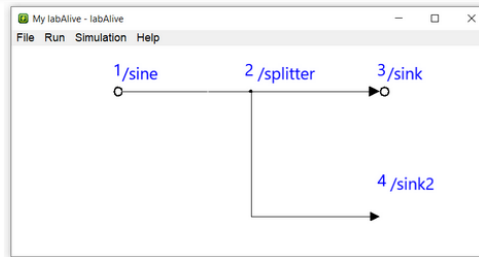 My labAlive - labAlive
File Run Simulation Help
1/sine 2 /splitter 3/sink
4 /sink2